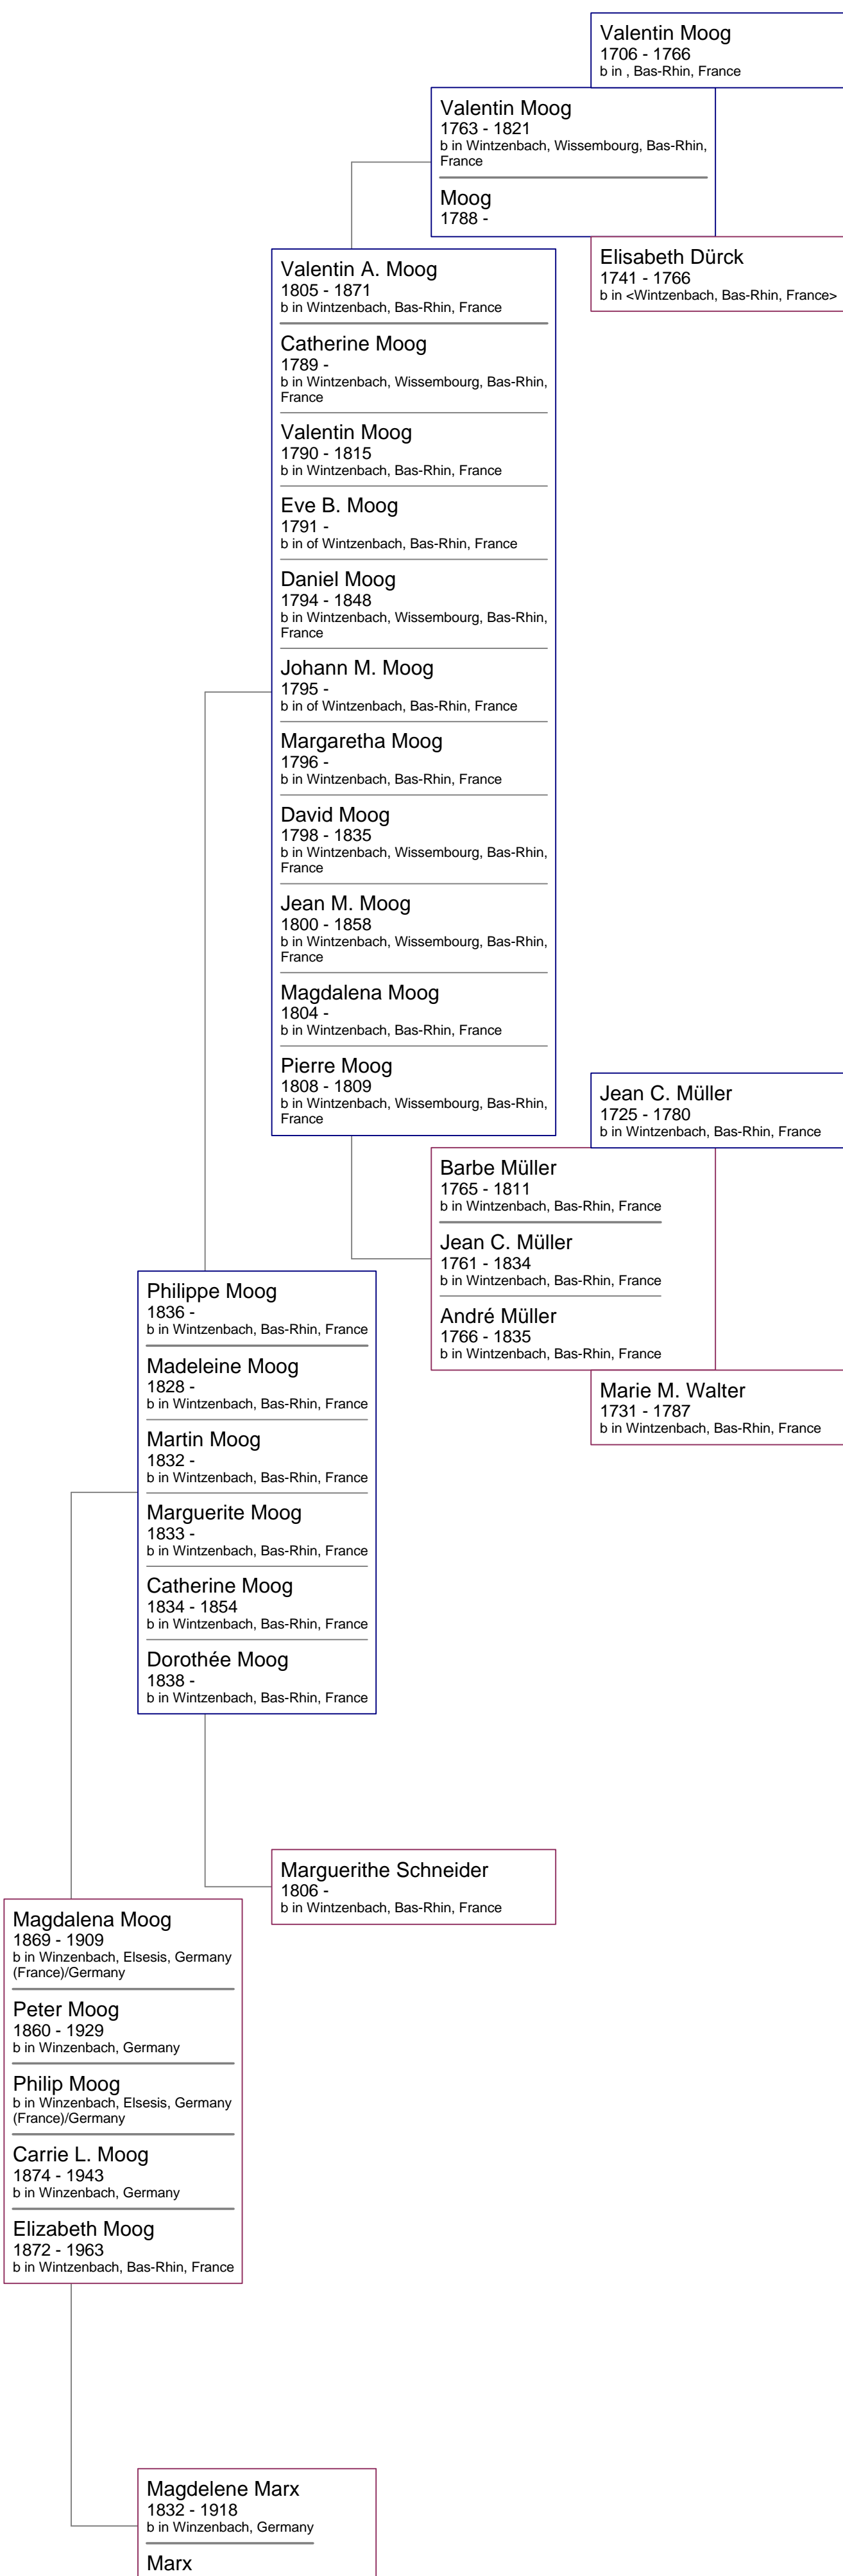 Valentin Moog
1706 - 1766
b in , Bas-Rhin, France
Valentin Moog
1763 - 1821
b in Wintzenbach, Wissembourg, Bas-Rhin,
France
Moog
1788 -
Elisabeth Dürck
1741 - 1766
b in <Wintzenbach, Bas-Rhin, France>
Valentin A. Moog
1805 - 1871
b in Wintzenbach, Bas-Rhin, France
Catherine Moog
1789 -
b in Wintzenbach, Wissembourg, Bas-Rhin,
France
Valentin Moog
1790 - 1815
b in Wintzenbach, Bas-Rhin, France
Eve B. Moog
1791 -
b in of Wintzenbach, Bas-Rhin, France
Daniel Moog
1794 - 1848
b in Wintzenbach, Wissembourg, Bas-Rhin,
France
Johann M. Moog
1795 -
b in of Wintzenbach, Bas-Rhin, France
Margaretha Moog
1796 -
b in Wintzenbach, Bas-Rhin, France
David Moog
1798 - 1835
b in Wintzenbach, Wissembourg, Bas-Rhin,
France
Jean M. Moog
1800 - 1858
b in Wintzenbach, Wissembourg, Bas-Rhin,
France
Magdalena Moog
1804 -
b in Wintzenbach, Bas-Rhin, France
Pierre Moog
1808 - 1809
b in Wintzenbach, Wissembourg, Bas-Rhin,
France
Jean C. Müller
1725 - 1780
b in Wintzenbach, Bas-Rhin, France
Barbe Müller
1765 - 1811
b in Wintzenbach, Bas-Rhin, France
Jean C. Müller
1761 - 1834
b in Wintzenbach, Bas-Rhin, France
André Müller
1766 - 1835
b in Wintzenbach, Bas-Rhin, France
Marie M. Walter
1731 - 1787
b in Wintzenbach, Bas-Rhin, France
Philippe Moog
1836 -
b in Wintzenbach, Bas-Rhin, France
Madeleine Moog
1828 -
b in Wintzenbach, Bas-Rhin, France
Martin Moog
1832 -
b in Wintzenbach, Bas-Rhin, France
Marguerite Moog
1833 -
b in Wintzenbach, Bas-Rhin, France
Catherine Moog
1834 - 1854
b in Wintzenbach, Bas-Rhin, France
Dorothée Moog
1838 -
b in Wintzenbach, Bas-Rhin, France
Marguerithe Schneider
1806 -
b in Wintzenbach, Bas-Rhin, France
Magdalena Moog
1869 - 1909
b in Winzenbach, Elsesis, Germany
(France)/Germany
Peter Moog
1860 - 1929
b in Winzenbach, Germany
Philip Moog
b in Winzenbach, Elsesis, Germany
(France)/Germany
Carrie L. Moog
1874 - 1943
b in Winzenbach, Germany
Elizabeth Moog
1872 - 1963
b in Wintzenbach, Bas-Rhin, France
Magdelene Marx
1832 - 1918
b in Winzenbach, Germany
Marx